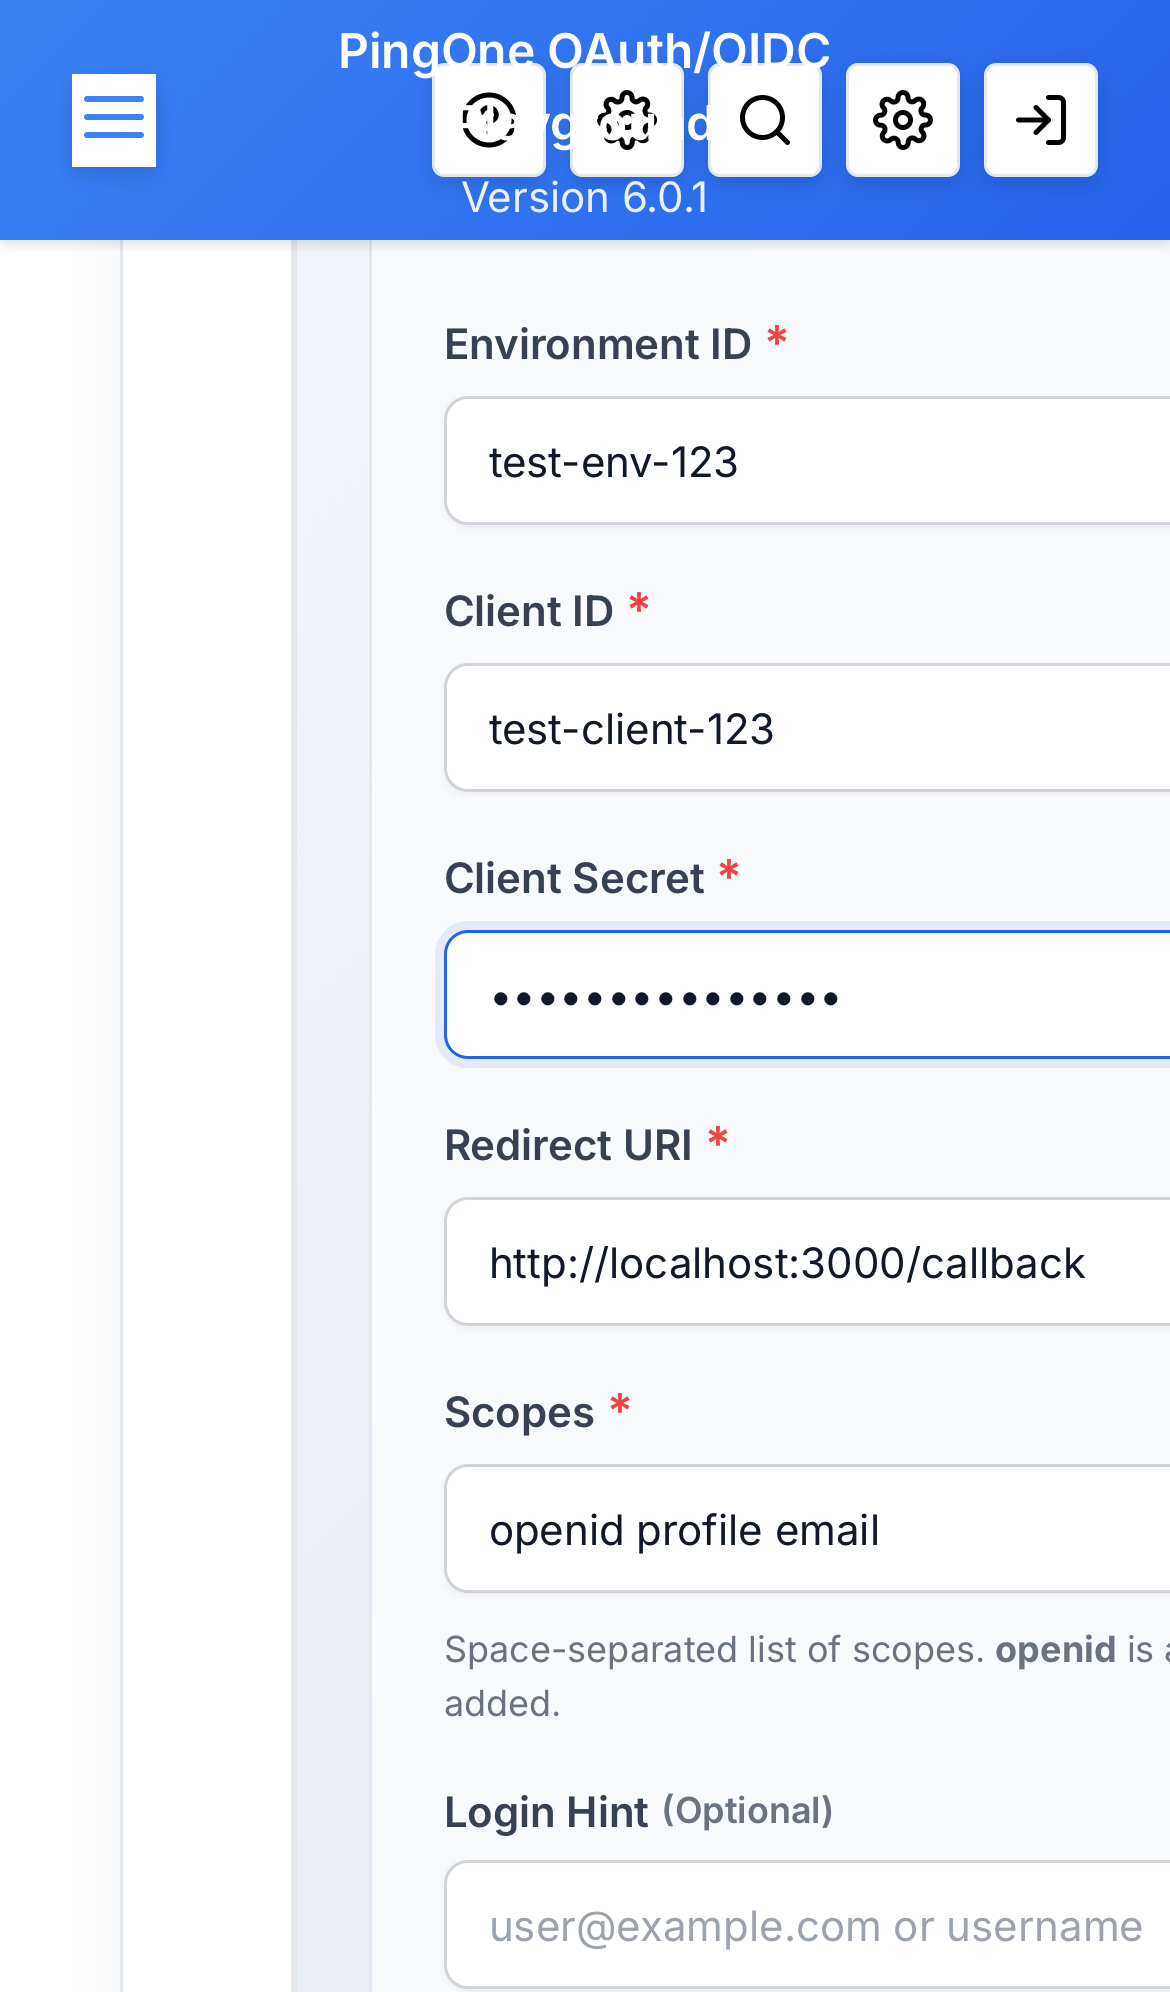 PingOne OAuth/OIDC
Version 6.0.1
Environment ID *
test-env-123
Client ID *
test-client-123
Client Secret *
•••••••••••••••
Redirect URI *
http://localhost:3000/callback
Scopes *
openid profile email
Space-separated list of scopes. openid is
added.
Login Hint (Optional)
user@example.com or username